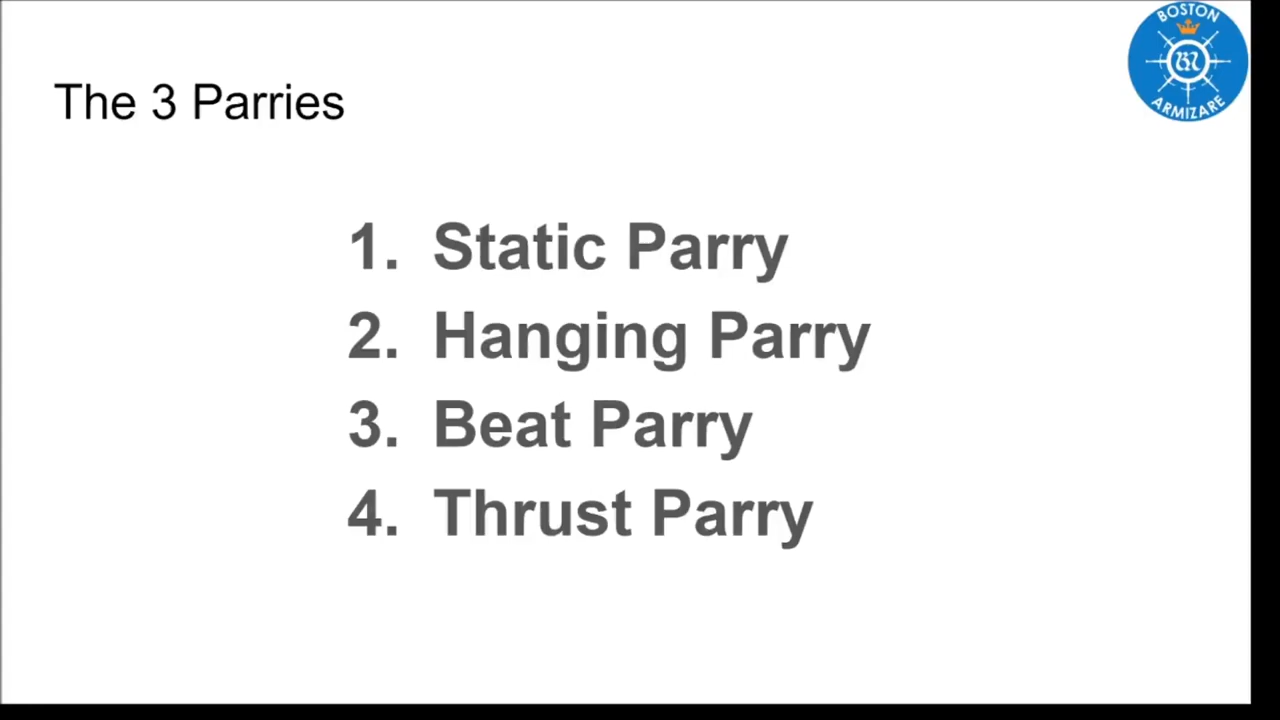 BOSTON
ARMIZARE
The 3 Parries
1. Static Parry
2. Hanging Parry
3. Beat Parry
4. Thrust Parry